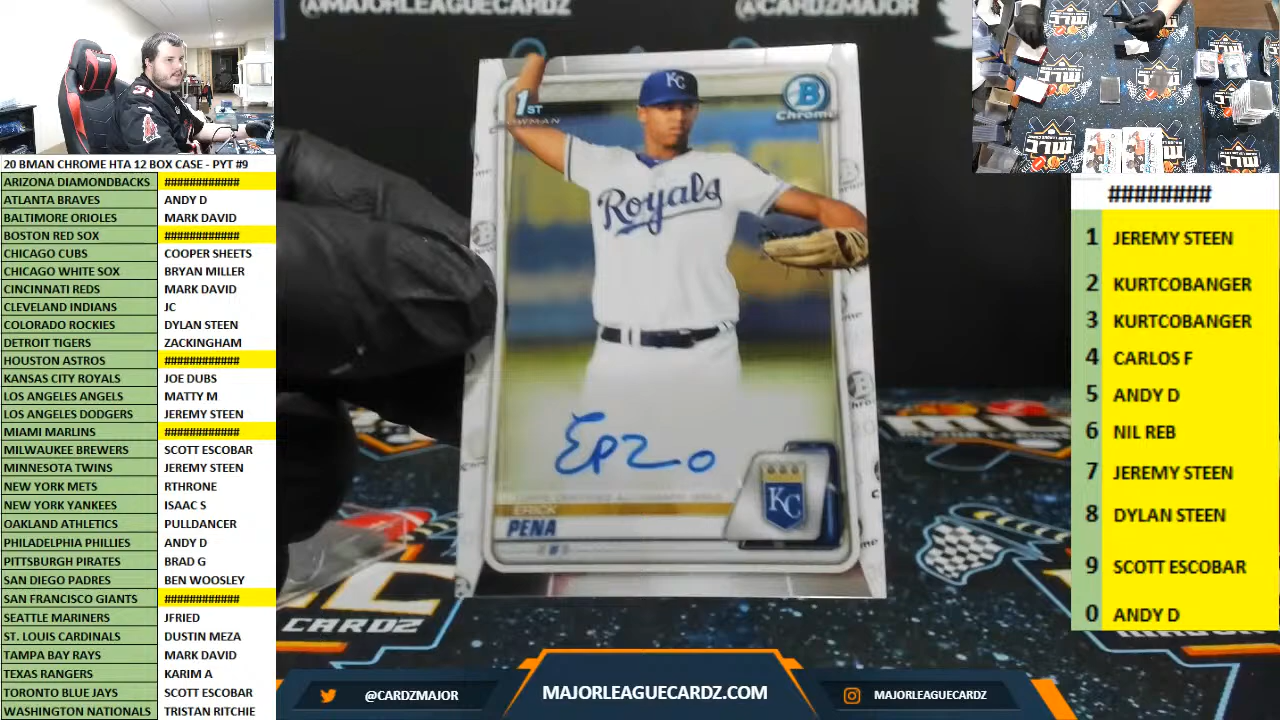 @MAJORLEAGUECARDZ
@CARDZMAJOR
20 BMAN CHROME HTA 12 BOX CASE - PYT #9
ARIZONA DIAMONDBACKS ############
ATLANTA BRAVES ANDY D
BALTIMORE ORIOLES MARK DAVID
BOSTON RED SOX ############
CHICAGO CUBS COOPER SHEETS
CHICAGO WHITE SOX BRYAN MILLER
CINCINNATI REDS MARK DAVID
CLEVELAND INDIANS JC
COLORADO ROCKIES DYLAN STEEN
DETROIT TIGERS ZACKINGHAM
HOUSTON ASTROS ############
KANSAS CITY ROYALS JOE DUBS
LOS ANGELES ANGELS MATTY M
LOS ANGELES DODGERS JEREMY STEEN
MIAMI MARLINS ############
MILWAUKEE BREWERS SCOTT ESCOBAR
MINNESOTA TWINS JEREMY STEEN
NEW YORK METS RTHRONE
NEW YORK YANKEES ISAAC S
OAKLAND ATHLETICS PULLDANCER
PHILADELPHIA PHILLIES ANDY D
PITTSBURGH PIRATES BRAD G
SAN DIEGO PADRES BEN WOOSLEY
SAN FRANCISCO GIANTS ############
SEATTLE MARINERS JFRIED
ST. LOUIS CARDINALS DUSTIN MEZA
TAMPA BAY RAYS MARK DAVID
TEXAS RANGERS KARIM A
TORONTO BLUE JAYS SCOTT ESCOBAR
WASHINGTON NATIONALS TRISTAN RITCHIE
1ST
BOWMAN
B
Chrome
KC
Royals
KC
ERICK
PENA
CARDZ
########
1 JEREMY STEEN
2 KURTCOBANGER
3 KURTCOBANGER
4 CARLOS F
5 ANDY D
6 NIL REB
7 JEREMY STEEN
8 DYLAN STEEN
9 SCOTT ESCOBAR
0 ANDY D
@CARDZMAJOR
MAJORLEAGUECARDZ.COM
MAJORLEAGUECARDZ